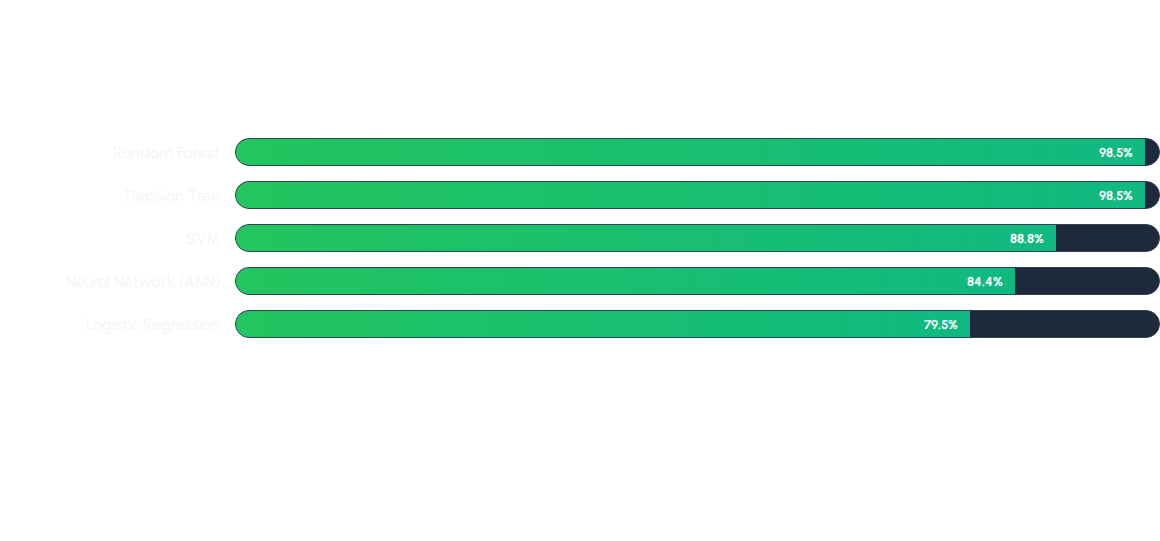 Random Forest 98.5%
Decision Tree 98.5%
SVM 88.8%
Neural Network (ANN) 84.4%
Logistic Regression 79.5%